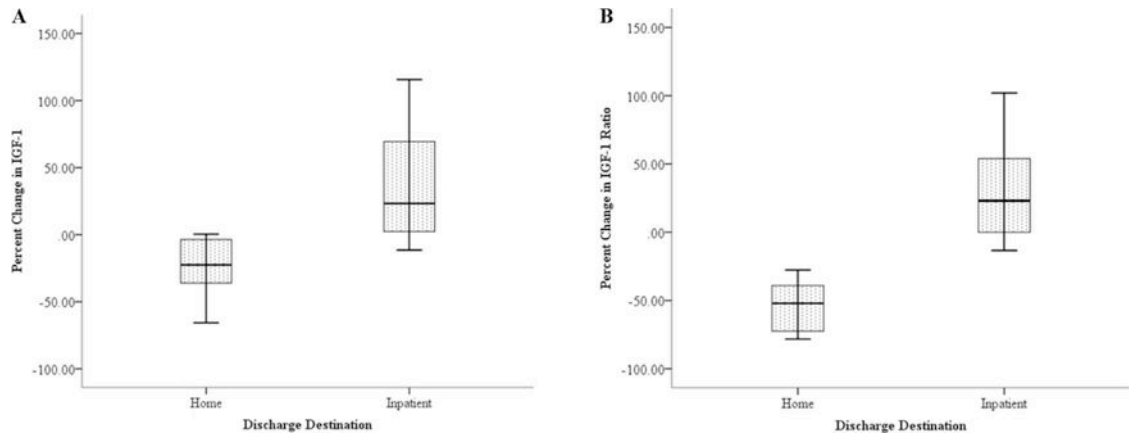 A
Percent Change in IGF-1
150.00
100.00
50.00
.00
-50.00
-100.00
Home
Inpatient
Discharge Destination
B
Percent Change in IGF-1 Ratio
150.00
100.00
50.00
.00
-50.00
-100.00
Home
Inpatient
Discharge Destination